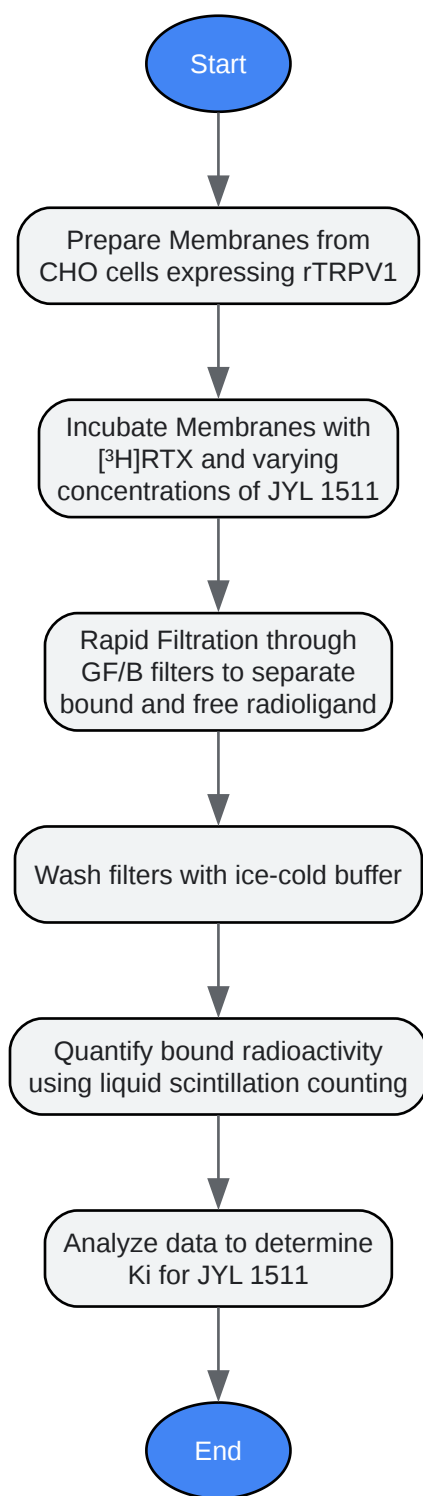 Start
Prepare Membranes from
CHO cells expressing rTRPV1
Incubate Membranes with
[³H]RTX and varying
concentrations of JYL 1511
Rapid Filtration through
GF/B filters to separate
bound and free radioligand
Wash filters with ice-cold buffer
Quantify bound radioactivity
using liquid scintillation counting
Analyze data to determine
Ki for JYL 1511
End